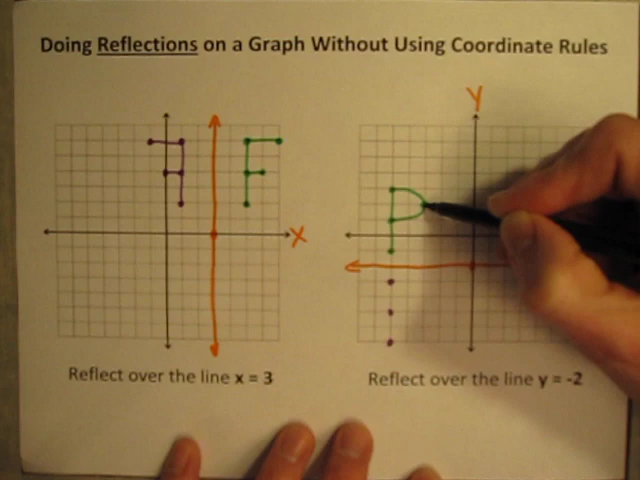 Doing Reflections on a Graph Without Using Coordinate Rules
Y
F
F
P
X
Reflect over the line x = 3
Reflect over the line y = -2